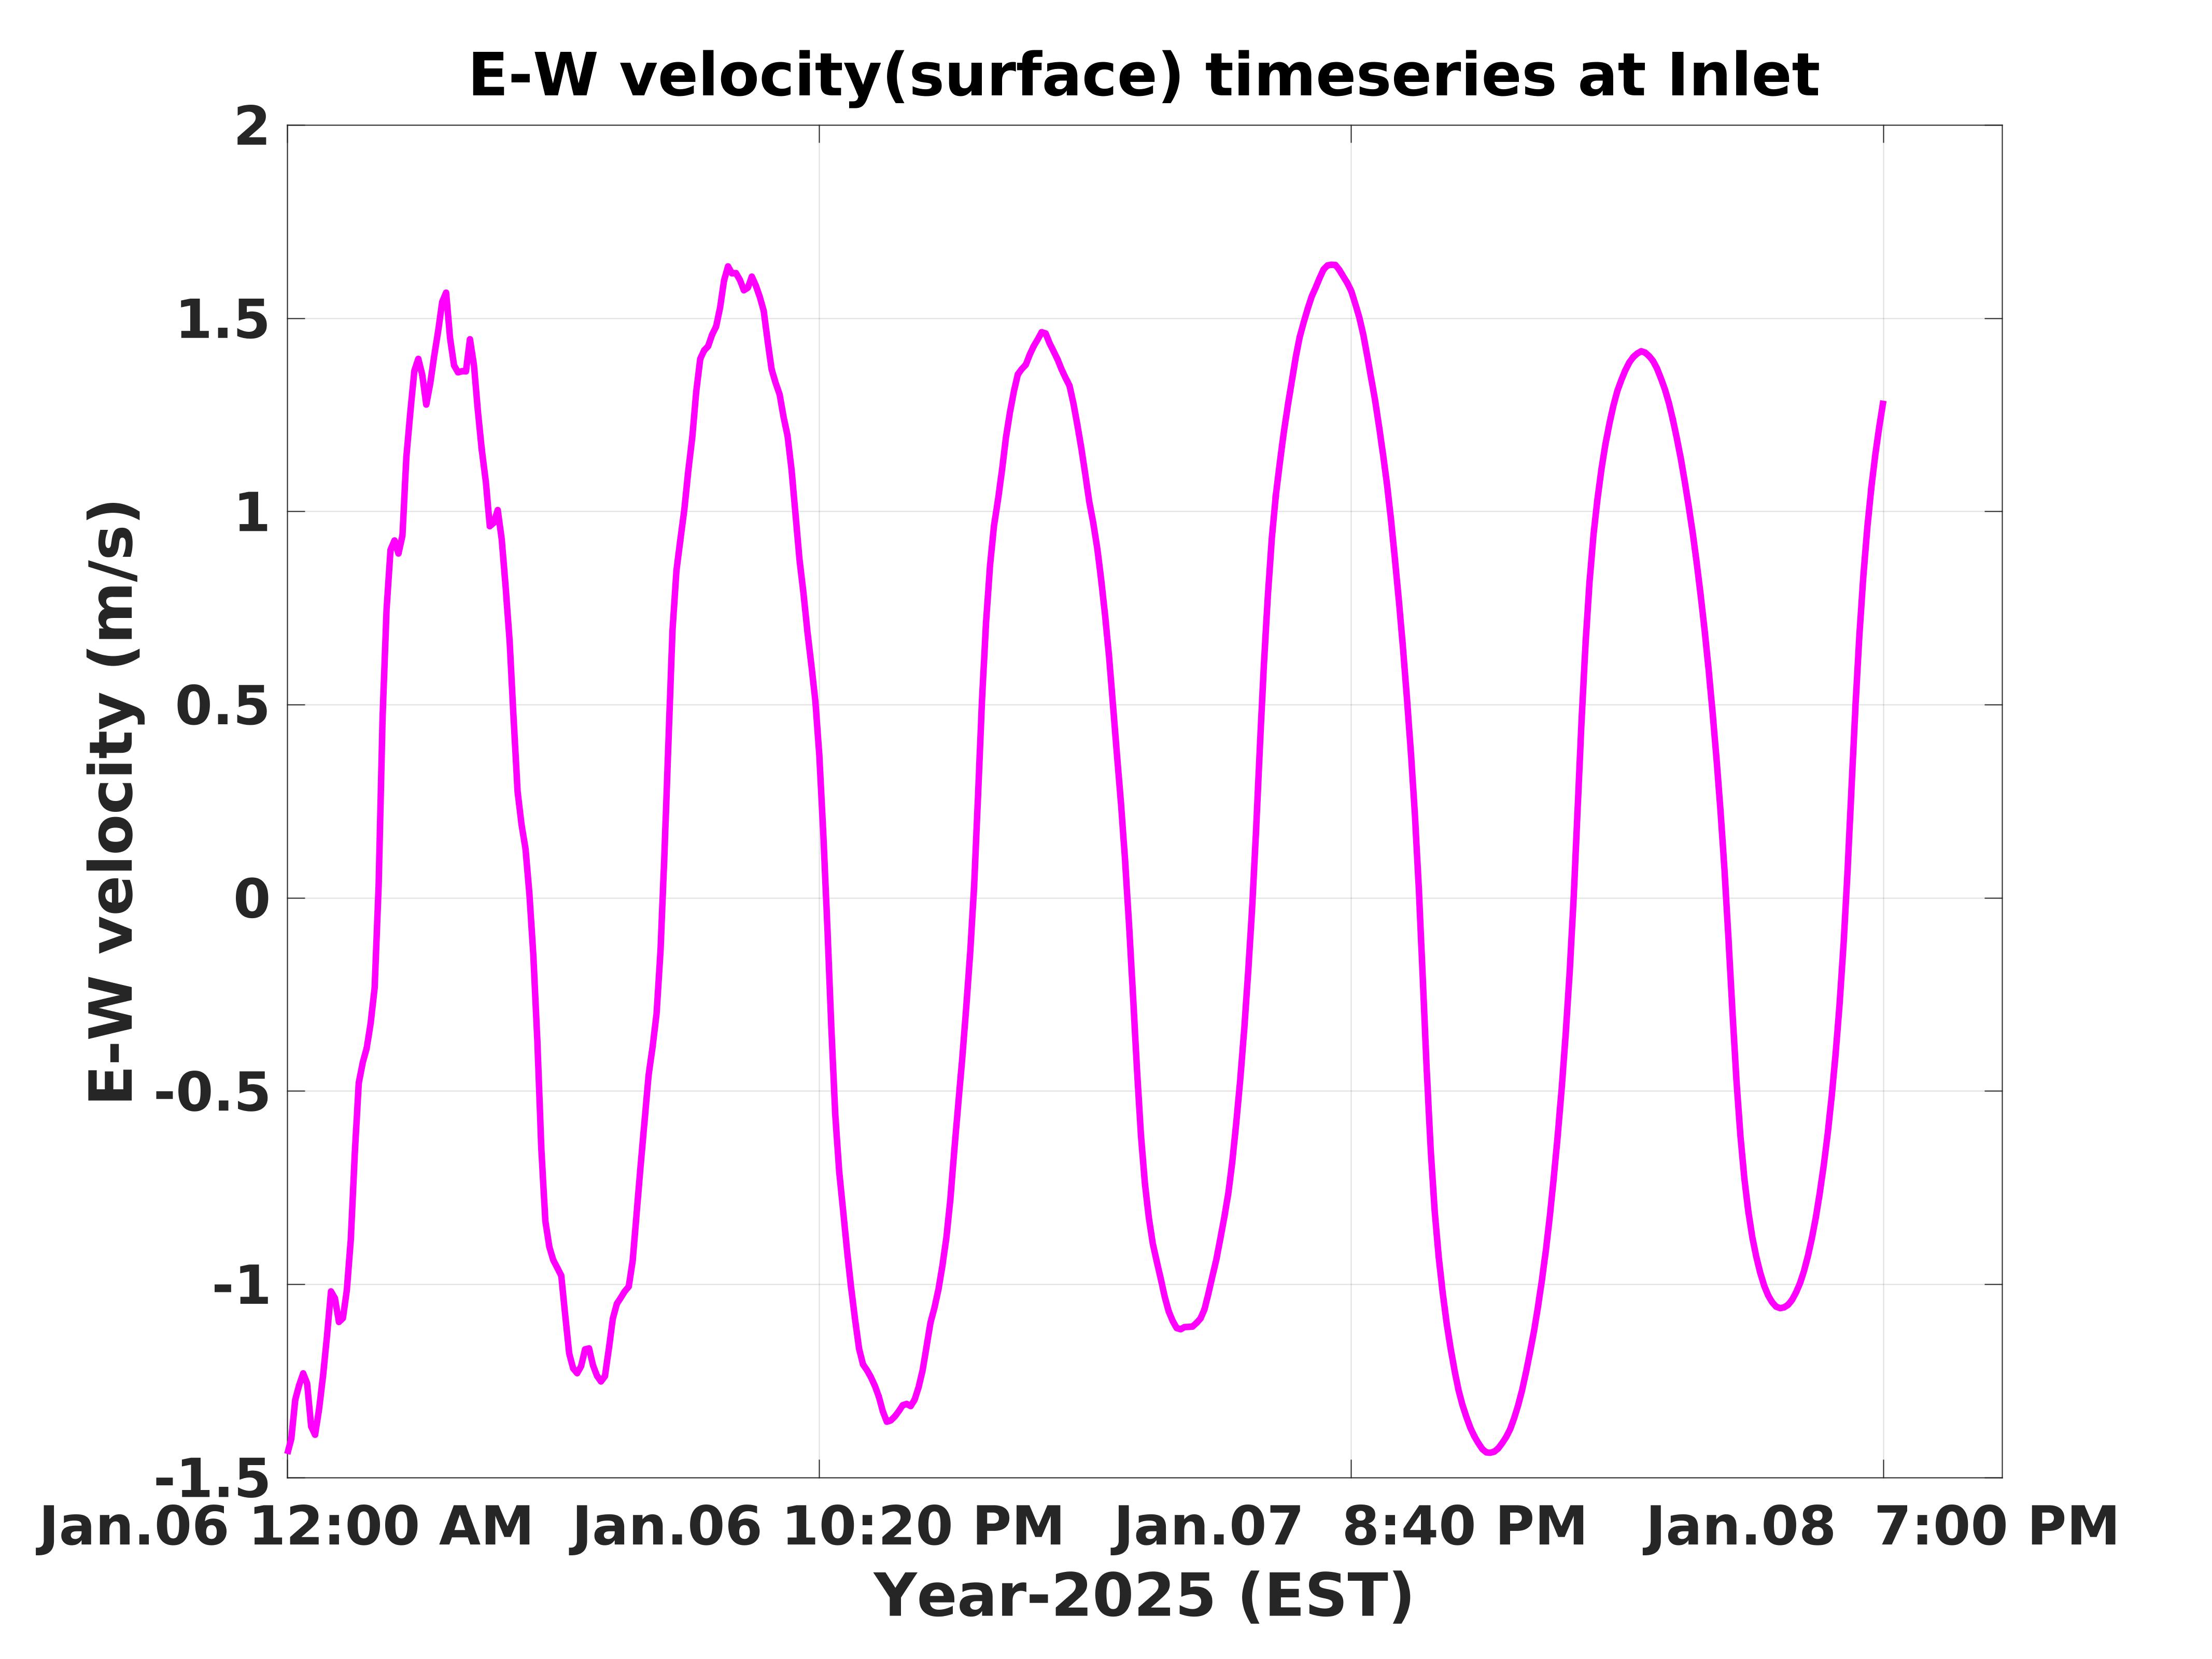 E-W velocity(surface) timeseries at Inlet
E-W velocity (m/s)
2
1.5
1
0.5
0
-0.5
-1
-1.5
Jan.06 12:00 AM Jan.06 10:20 PM Jan.07 8:40 PM Jan.08 7:00 PM
Year-2025 (EST)